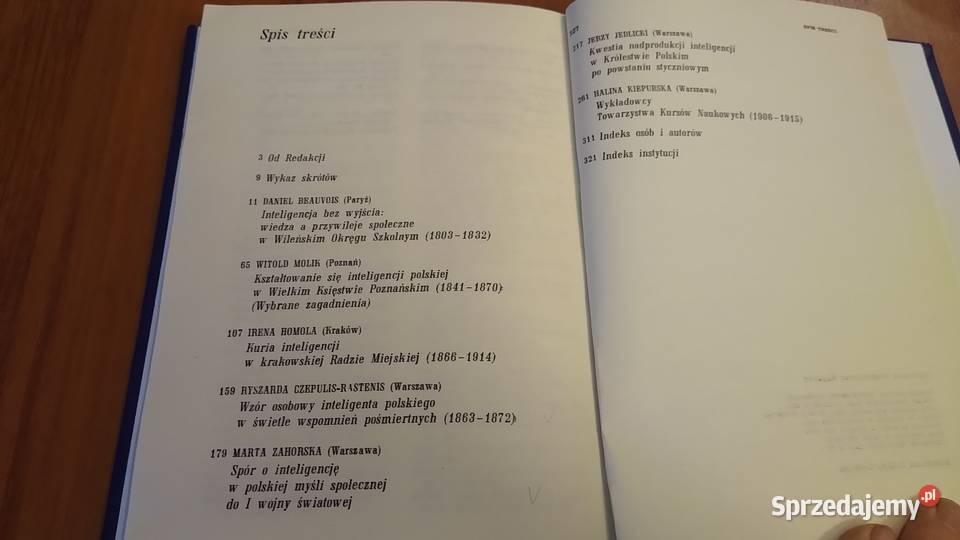 Spis treści
3 Od Redakcji
9 Wykaz skrótów
11 DANIEL BEAUVOIS (Paryż)
Inteligencja bez wyjścia:
wiedza a przywileje społeczne
w Wileńskim Okręgu Szkolnym (1803-1832)
65 WITOLD MOLIK (Poznań)
Kształtowanie się inteligencji polskiej
w Wielkim Księstwie Poznańskim (1841-1870)
(Wybrane zagadnienia)
107 IRENA HOMOLA (Kraków)
Kuria inteligencji
w krakowskiej Radzie Miejskiej (1866-1914)
159 RYSZARDA CZEPULIS-RASTENIS (Warszawa)
Wzór osobowy inteligenta polskiego
w świetle wspomnień pośmiertnych (1863-1872)
179 MARTA ZAHORSKA (Warszawa)
Spór o inteligencję
w polskiej myśli społecznej
do I wojny światowej
327
SPIS TREŚCI
217 JERZY JEDLICKI (Warszawa)
Kwestia nadprodukcji inteligencji
w Królestwie Polskim
po powstaniu styczniowym
261 HALINA KIEPURSKA (Warszawa)
Wykładowcy
Towarzystwa Kursów Naukowych (1906-1915)
311 Indeks osób i autorów
321 Indeks instytucji
Sprzedajemy.pl